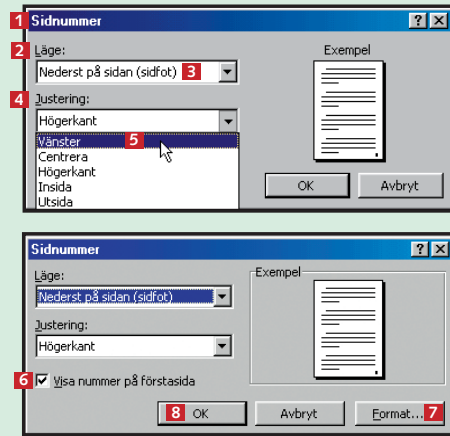 1 Sidnummer ? X
2 Läge: Exempel
Nederst på sidan (sidfot) 3
4 Justering:
Högerkant
Vänster 5
Centrera
Högerkant
Insida
Utsida
OK Avbryt
Sidnummer ? X
Läge: Exempel
Nederst på sidan (sidfot)
Justering:
Högerkant
6 Visa nummer på förstasida
8 OK Avbryt Format... 7